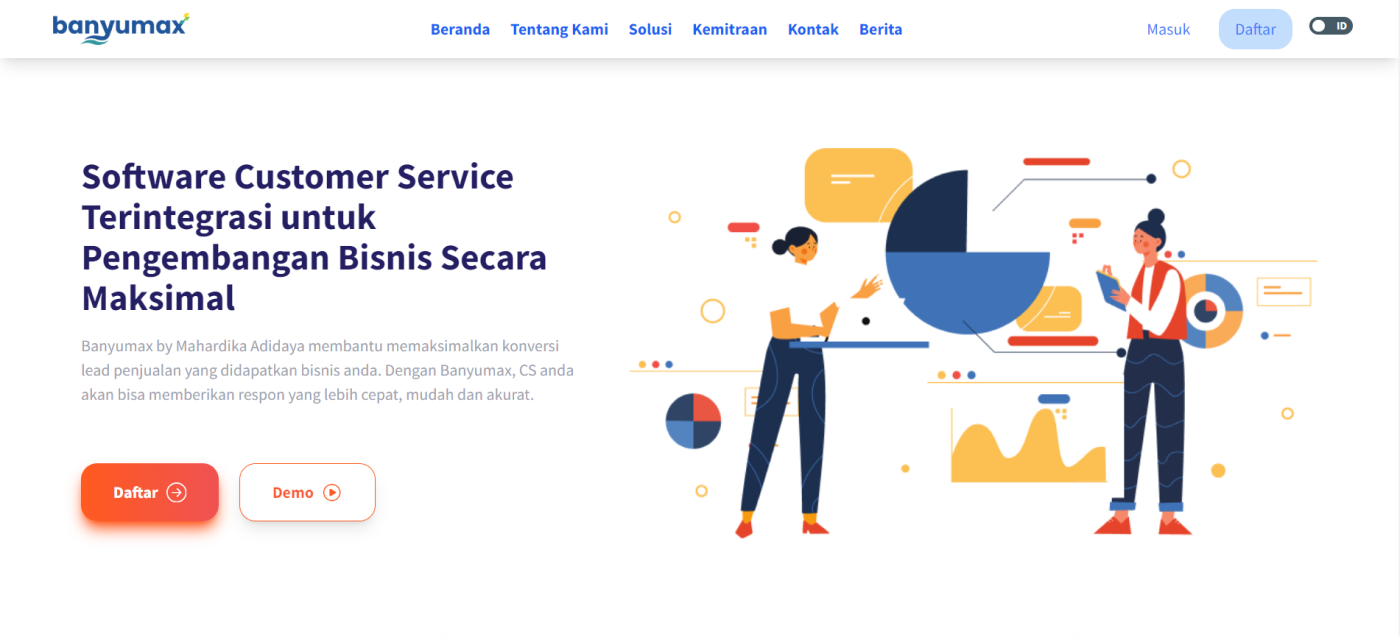 banyumax
Beranda Tentang Kami Solusi Kemitraan Kontak Berita
Masuk Daftar ID
Software Customer Service
Terintegrasi untuk
Pengembangan Bisnis Secara
Maksimal
Banyumax by Mahardika Adidaya membantu memaksimalkan konversi
lead penjualan yang didapatkan bisnis anda. Dengan Banyumax, CS anda
akan bisa memberikan respon yang lebih cepat, mudah dan akurat.
Daftar Demo